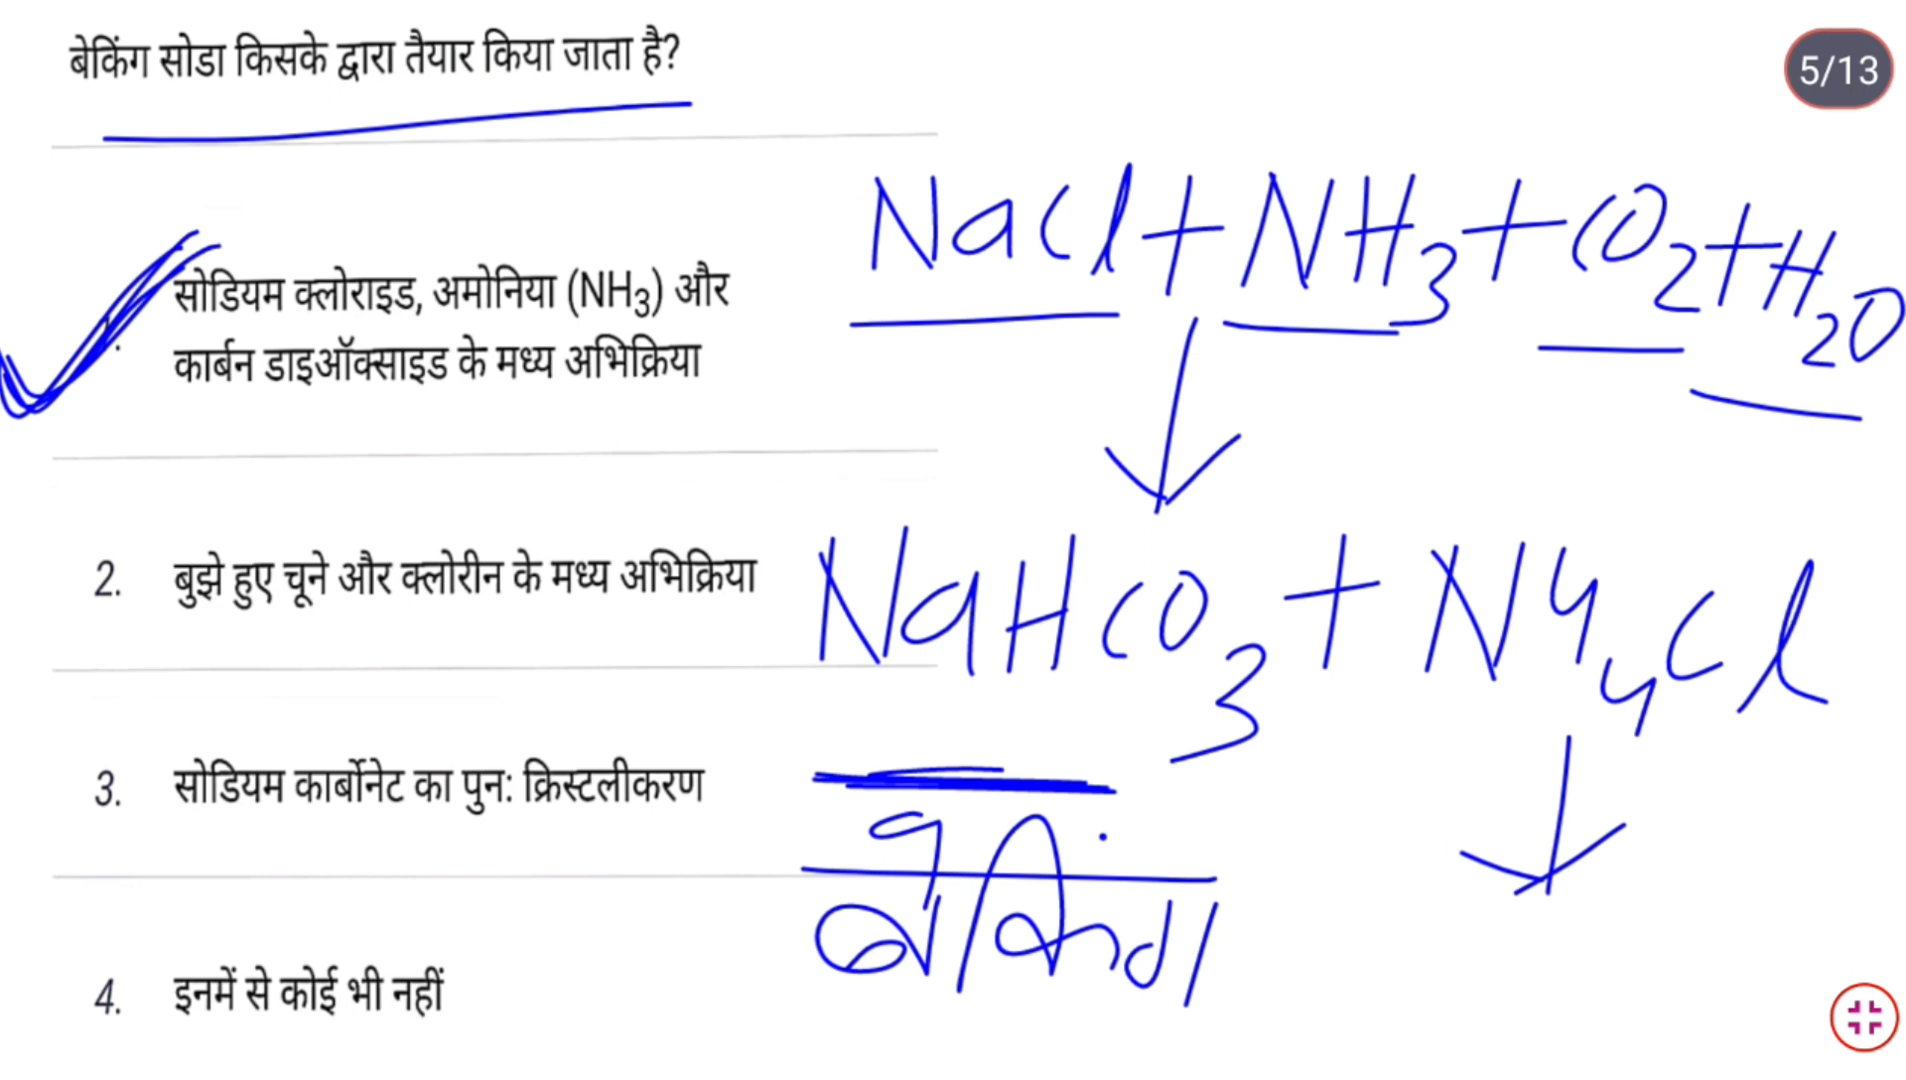 बेकिंग सोडा किसके द्वारा तैयार किया जाता है?
5/13
NaCl+NH3+CO2+H2O
सोडियम क्लोराइड, अमोनिया (NH3) और
कार्बन डाइऑक्साइड के मध्य अभिक्रिया
2. बुझे हुए चूने और क्लोरीन के मध्य अभिक्रिया
NaHCO3+NH4Cl
3. सोडियम कार्बोनेट का पुन: क्रिस्टलीकरण
बेकिंग
4. इनमें से कोई भी नहीं